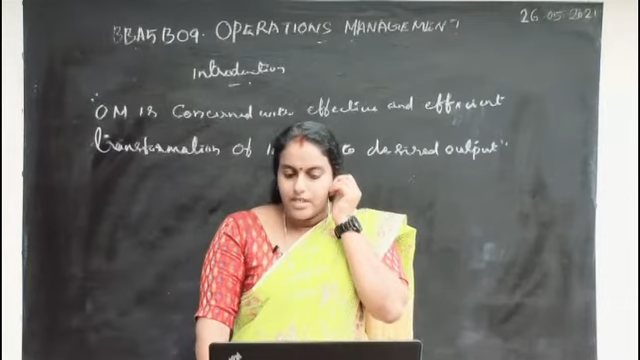 26.05.2021
BBA5B09. OPERATIONS MANAGEMENT
Introduction
"OM is Concerned with effective and efficient
transformation of to desired output"